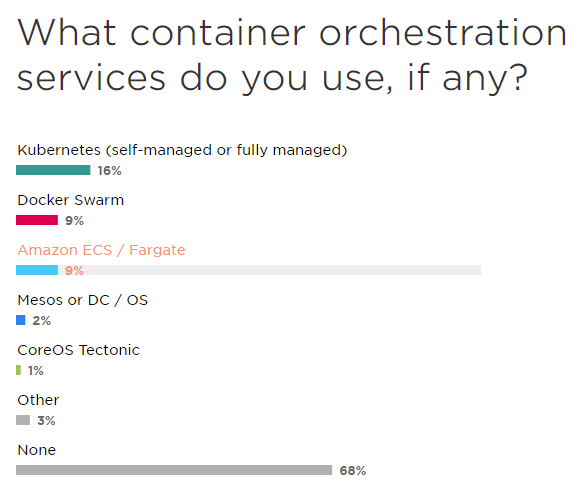 What container orchestration
services do you use, if any?
Kubernetes (self-managed or fully managed)
16%
Docker Swarm
9%
Amazon ECS / Fargate
9%
Mesos or DC / OS
2%
CoreOS Tectonic
1%
Other
3%
None
68%